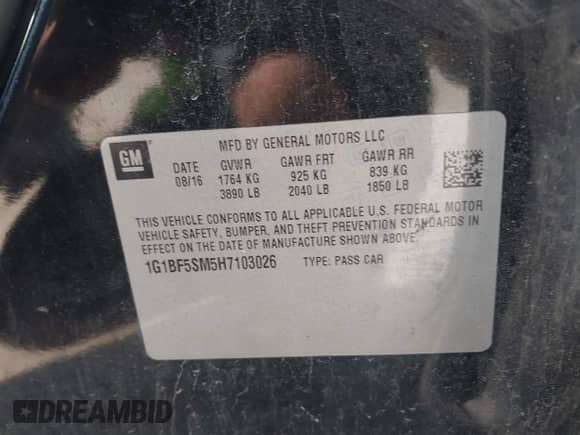 GM
MFD BY GENERAL MOTORS LLC
DATE GVWR GAWR FRT GAWR RR
08/16 1764 KG 925 KG 839 KG
3890 LB 2040 LB 1850 LB
THIS VEHICLE CONFORMS TO ALL APPLICABLE U.S. FEDERAL MOTOR
VEHICLE SAFETY, BUMPER, AND THEFT PREVENTION STANDARDS IN
EFFECT ON THE DATE OF MANUFACTURE SHOWN ABOVE.
1G1BF5SM5H7103026 TYPE: PASS CAR
DREAMBID